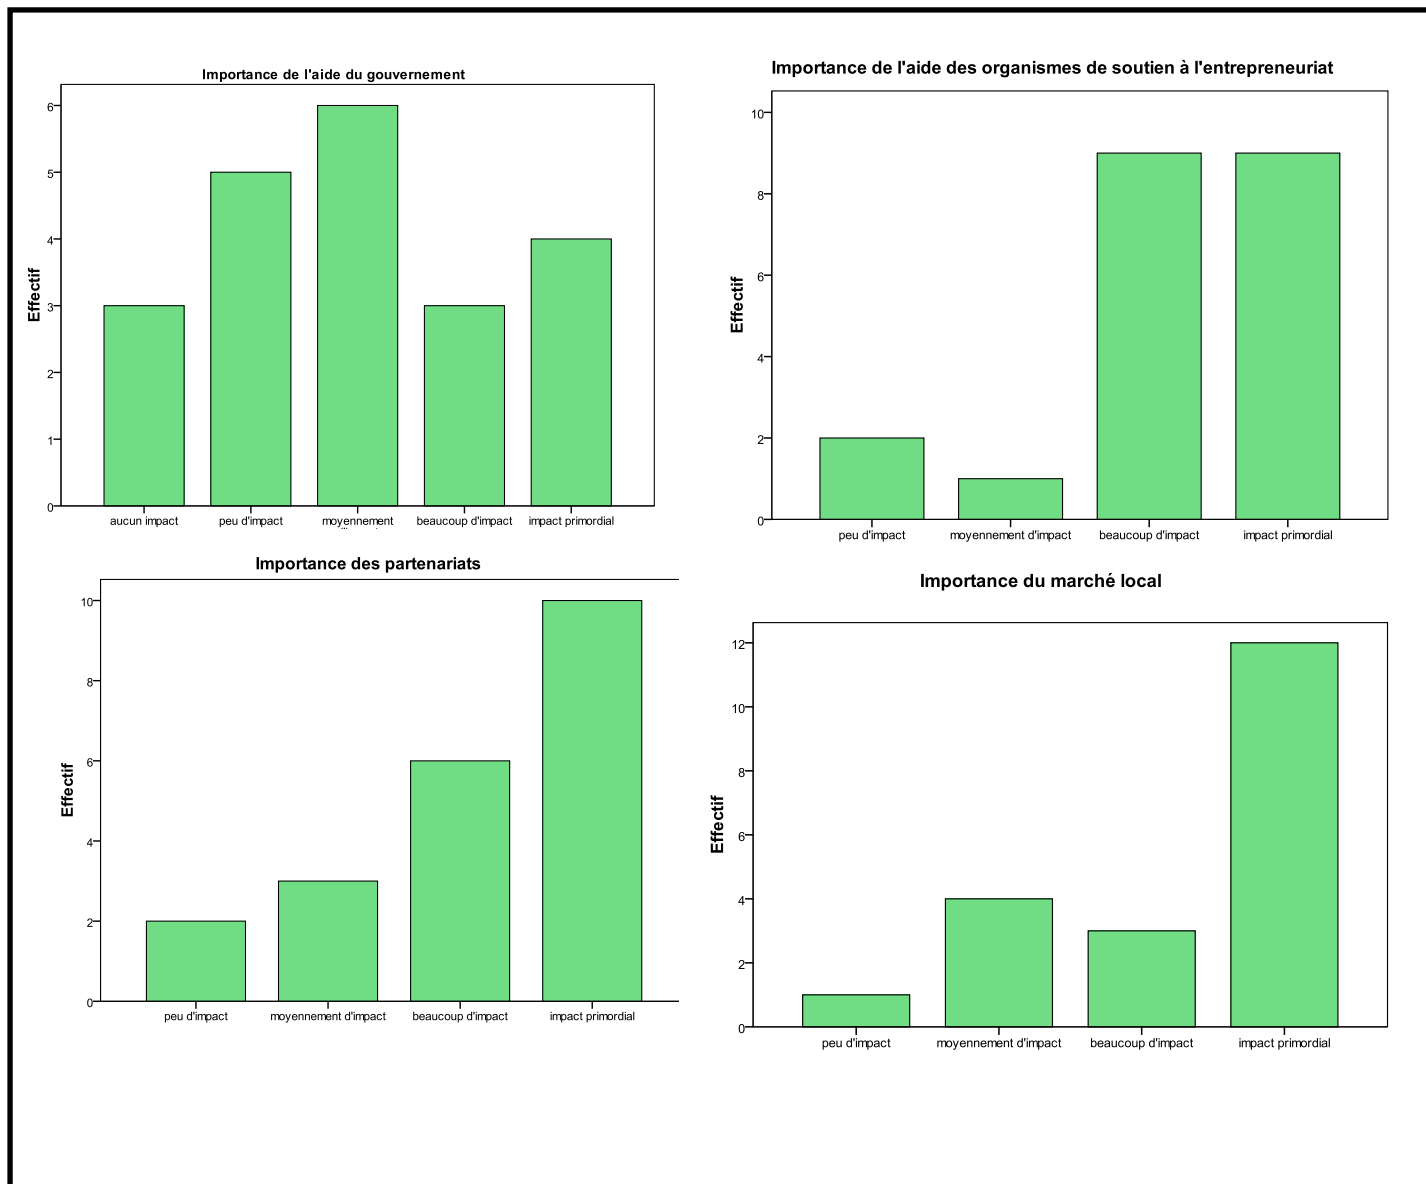 Importance de l'aide du gouvernement
6
5
4
3
2
1
0
Effectif
aucun impact
peu d'impact
moyennement
beaucoup d'impact
impact primordial
Importance de l'aide des organismes de soutien à l'entrepreneuriat
10
8
6
4
2
0
Effectif
peu d'impact
moyennement d'impact
beaucoup d'impact
impact primordial
Importance des partenariats
10
8
6
4
2
0
Effectif
peu d'impact
moyennement d'impact
beaucoup d'impact
impact primordial
Importance du marché local
12
10
8
6
4
2
0
Effectif
peu d'impact
moyennement d'impact
beaucoup d'impact
impact primordial